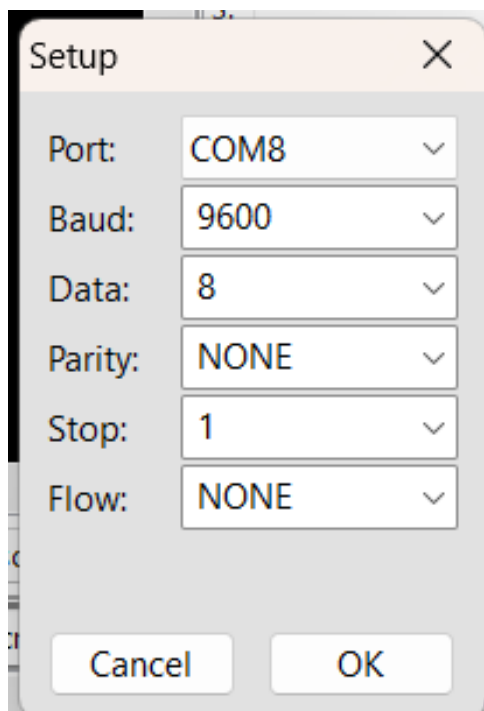 Setup
Port: COM8
Baud: 9600
Data: 8
Parity: NONE
Stop: 1
Flow: NONE
Cancel OK